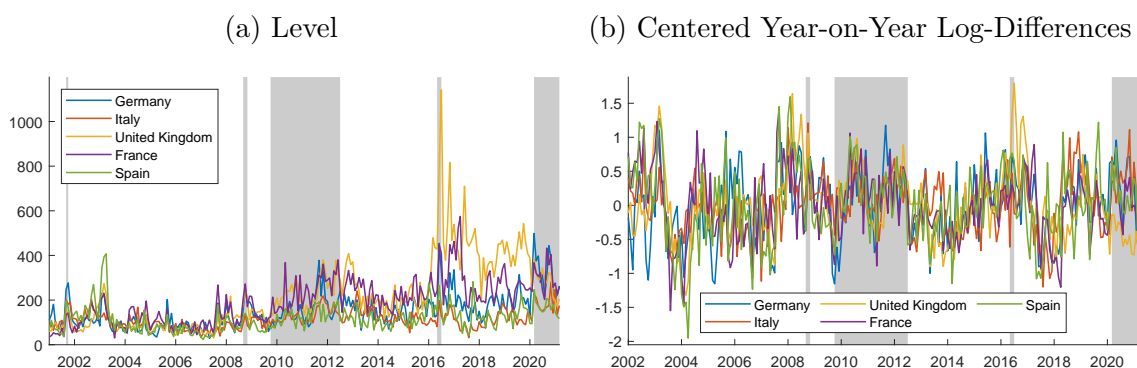 (a) Level
(b) Centered Year-on-Year Log-Differences
Germany
Italy
United Kingdom
France
Spain
1000
800
600
400
200
0
2002 2004 2006 2008 2010 2012 2014 2016 2018 2020
1.5
1
0.5
0
-0.5
-1
-1.5
-2
Germany United Kingdom Spain
Italy France
2002 2004 2006 2008 2010 2012 2014 2016 2018 2020